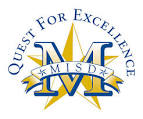 Quest For Excellence
M
★ MISD ★